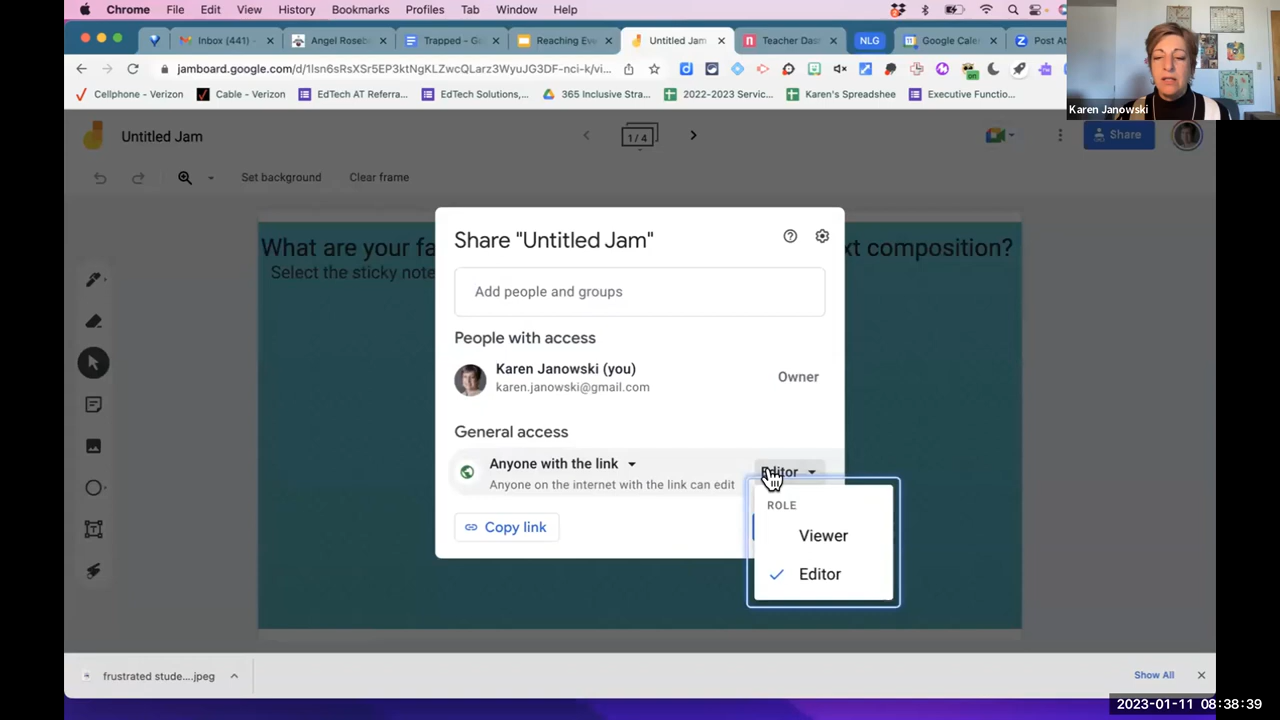 Chrome File Edit View History Bookmarks Profiles Tab Window Help
Inbox (441) - Angel Roseb Trapped - G Reaching Eve Untitled Jam Teacher Das NLG Google Cale Post At
jamboard.google.com/d/1lsn6sRsXSr5EP3ktNgKLZwcQLarz3WyuJG3DF-nci-k/vi...
Cellphone - Verizon Cable - Verizon EdTech AT Referra... EdTech Solutions,... 365 Inclusive Stra... 2022-2023 Servic... Karen's Spreadshee Executive Functio...
Karen Janowski
Untitled Jam
1 / 4
Share
Set background Clear frame
What are your fa
xt composition?
Select the sticky note
Share "Untitled Jam"
Add people and groups
People with access
Karen Janowski (you)
karen.janowski@gmail.com
Owner
General access
Anyone with the link
Anyone on the internet with the link can edit
Editor
ROLE
Viewer
Editor
Copy link
frustrated stude....jpeg
Show All
2023-01-11 08:38:39